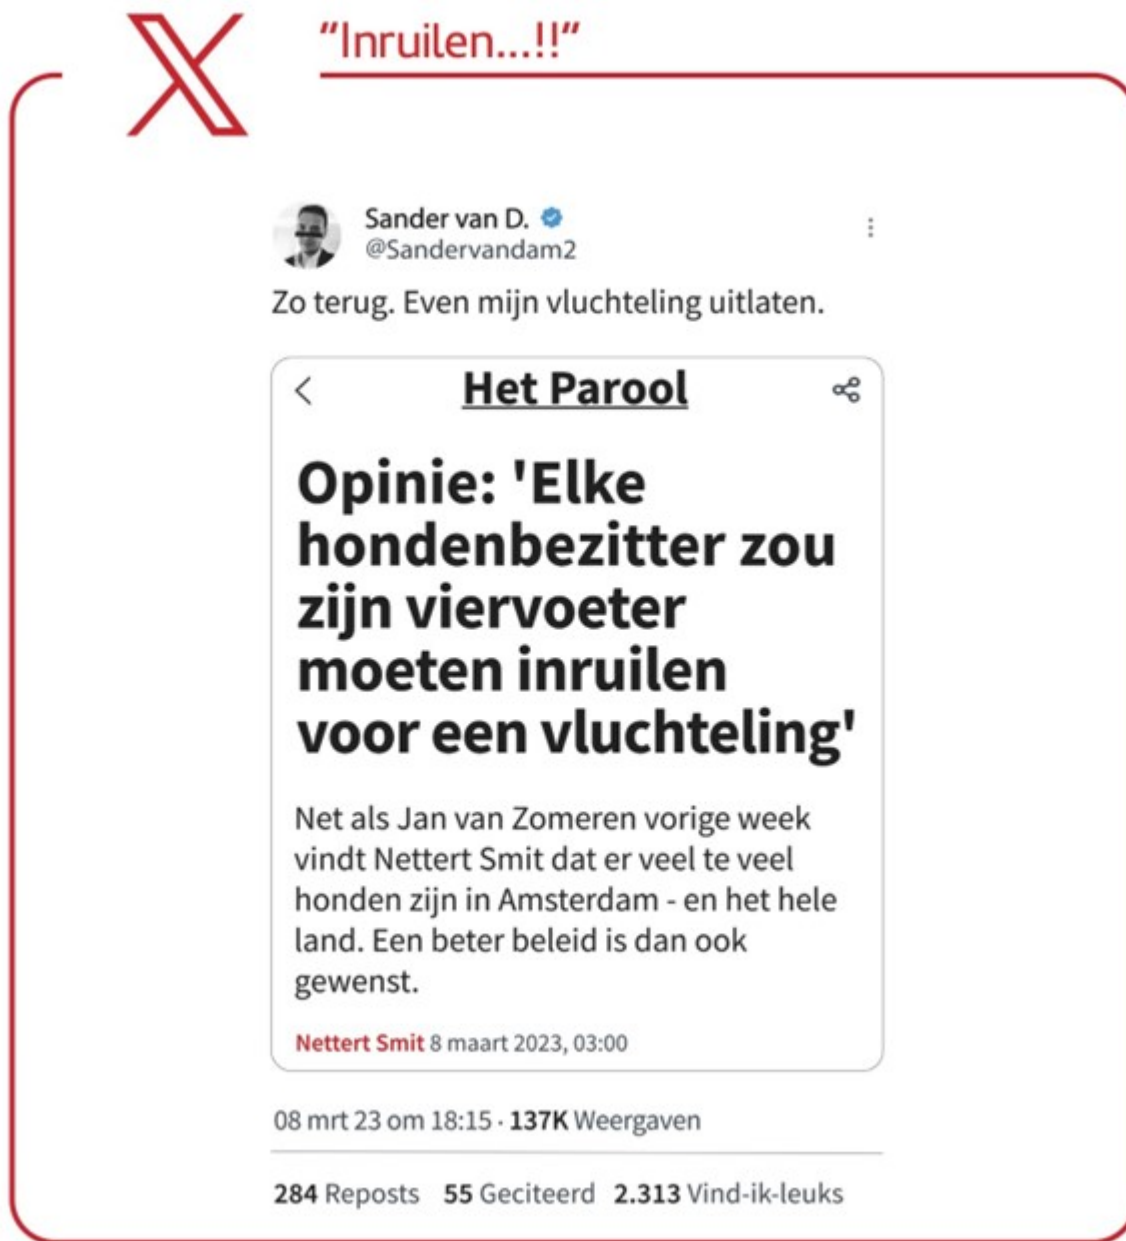 "Inruilen...!!"
Sander van D.
@Sandervandam2
Zo terug. Even mijn vluchteling uitlaten.
Het Parool
Opinie: 'Elke
hondenbezitter zou
zijn viervoeter
moeten inruilen
voor een vluchteling'
Net als Jan van Zomeren vorige week
vindt Nettert Smit dat er veel te veel
honden zijn in Amsterdam - en het hele
land. Een beter beleid is dan ook
gewenst.
Nettert Smit 8 maart 2023, 03:00
08 mrt 23 om 18:15 · 137K Weergaven
284 Reposts 55 Geciteerd 2.313 Vind-ik-leuks